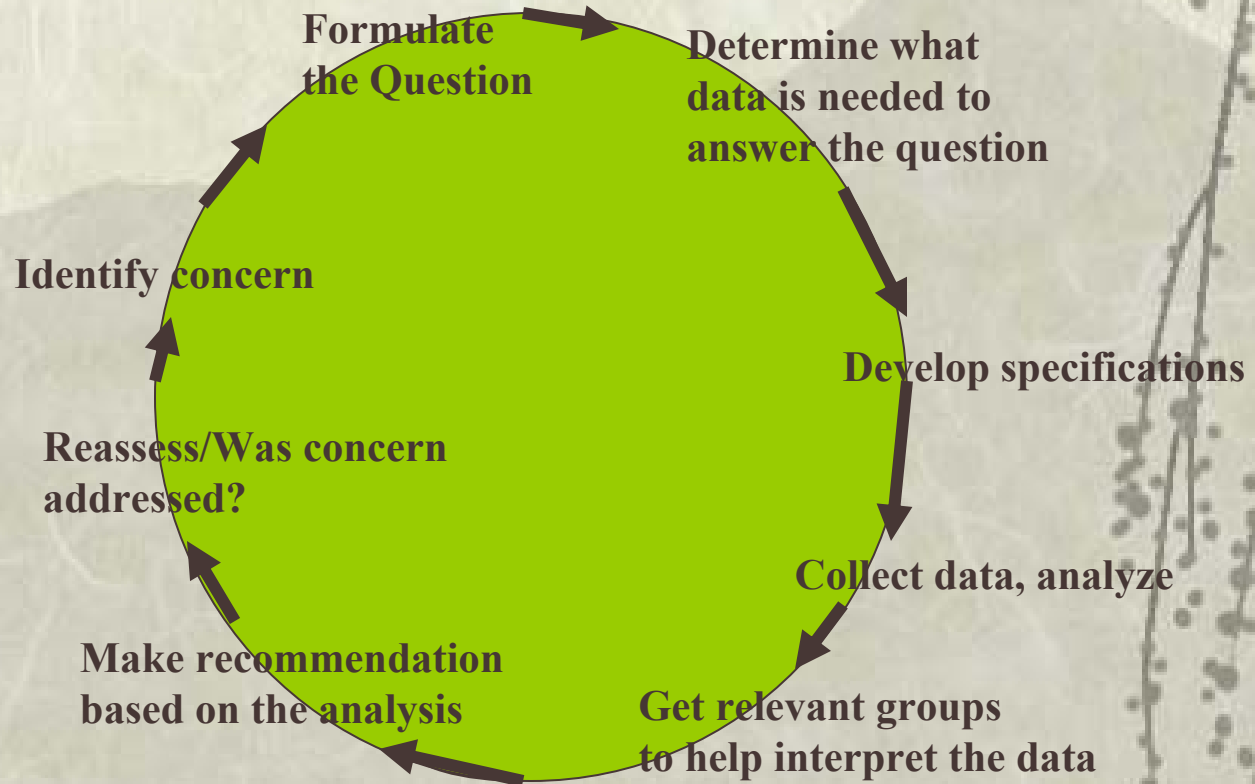 Formulate
the Question
Determine what
data is needed to
answer the question
Develop specifications
Collect data, analyze
Get relevant groups
to help interpret the data
Make recommendation
based on the analysis
Reassess/Was concern
addressed?
Identify concern